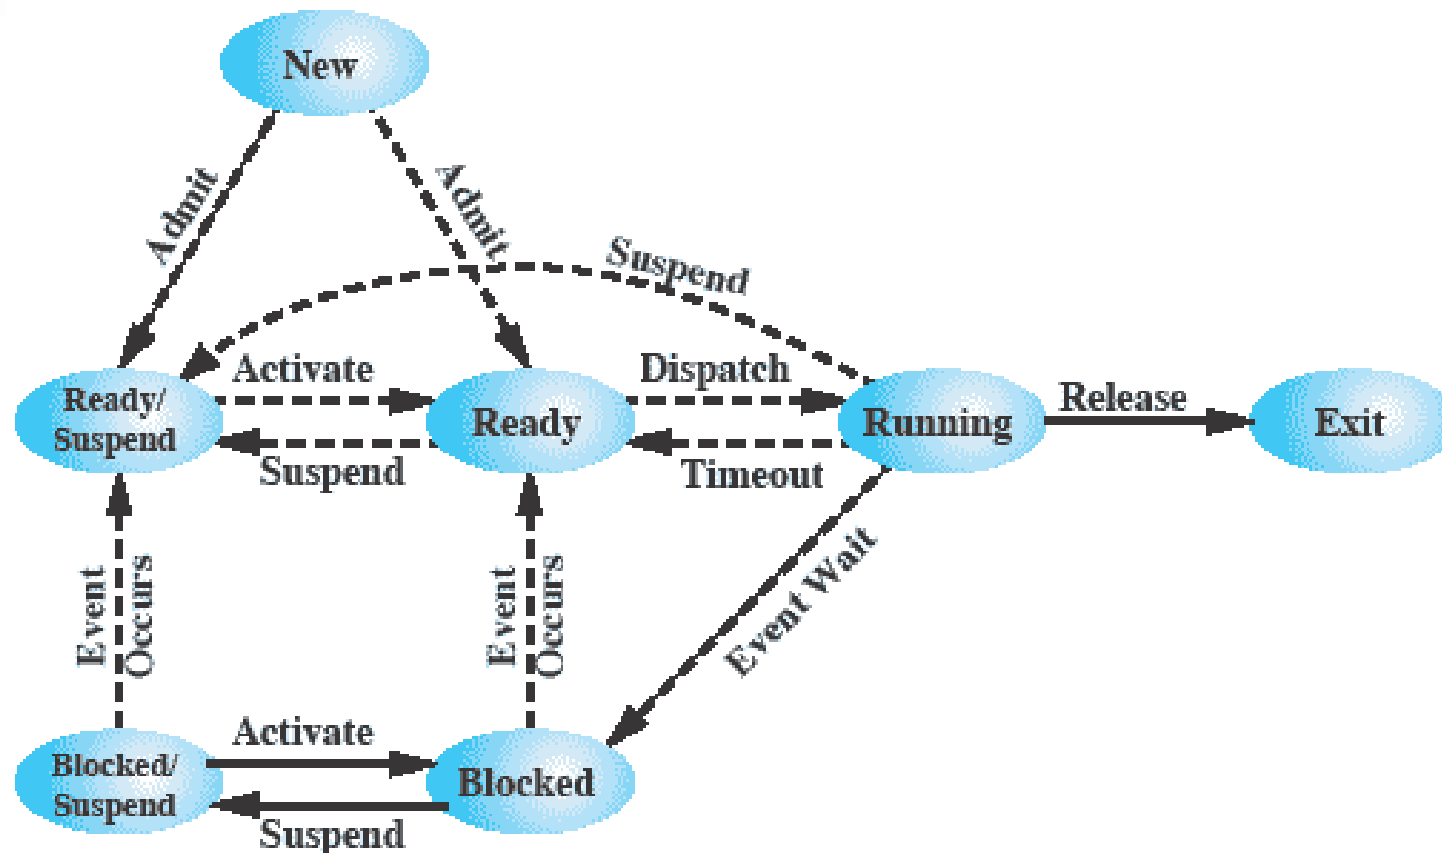 New
Admit
Admit
Suspend
Ready/
Suspend
Activate
Suspend
Ready
Dispatch
Timeout
Running
Release
Exit
Event
Occurs
Event
Occurs
Event Wait
Blocked/
Suspend
Activate
Suspend
Blocked